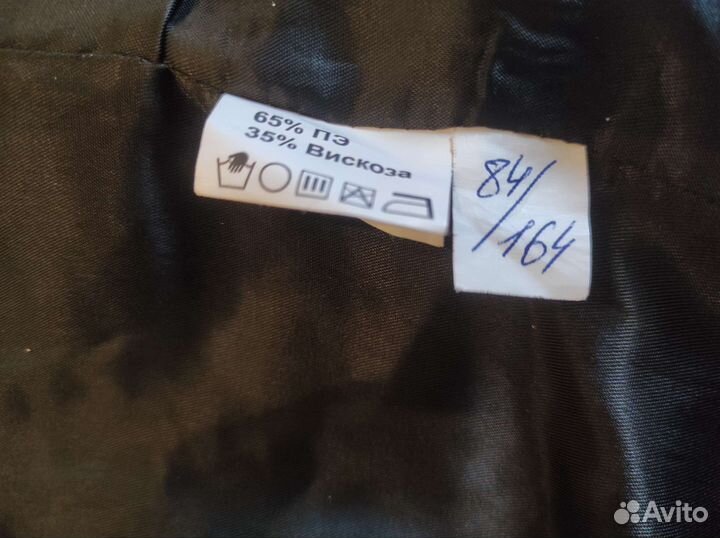 65% ПЭ
35% Вискоза
84/164
Avito